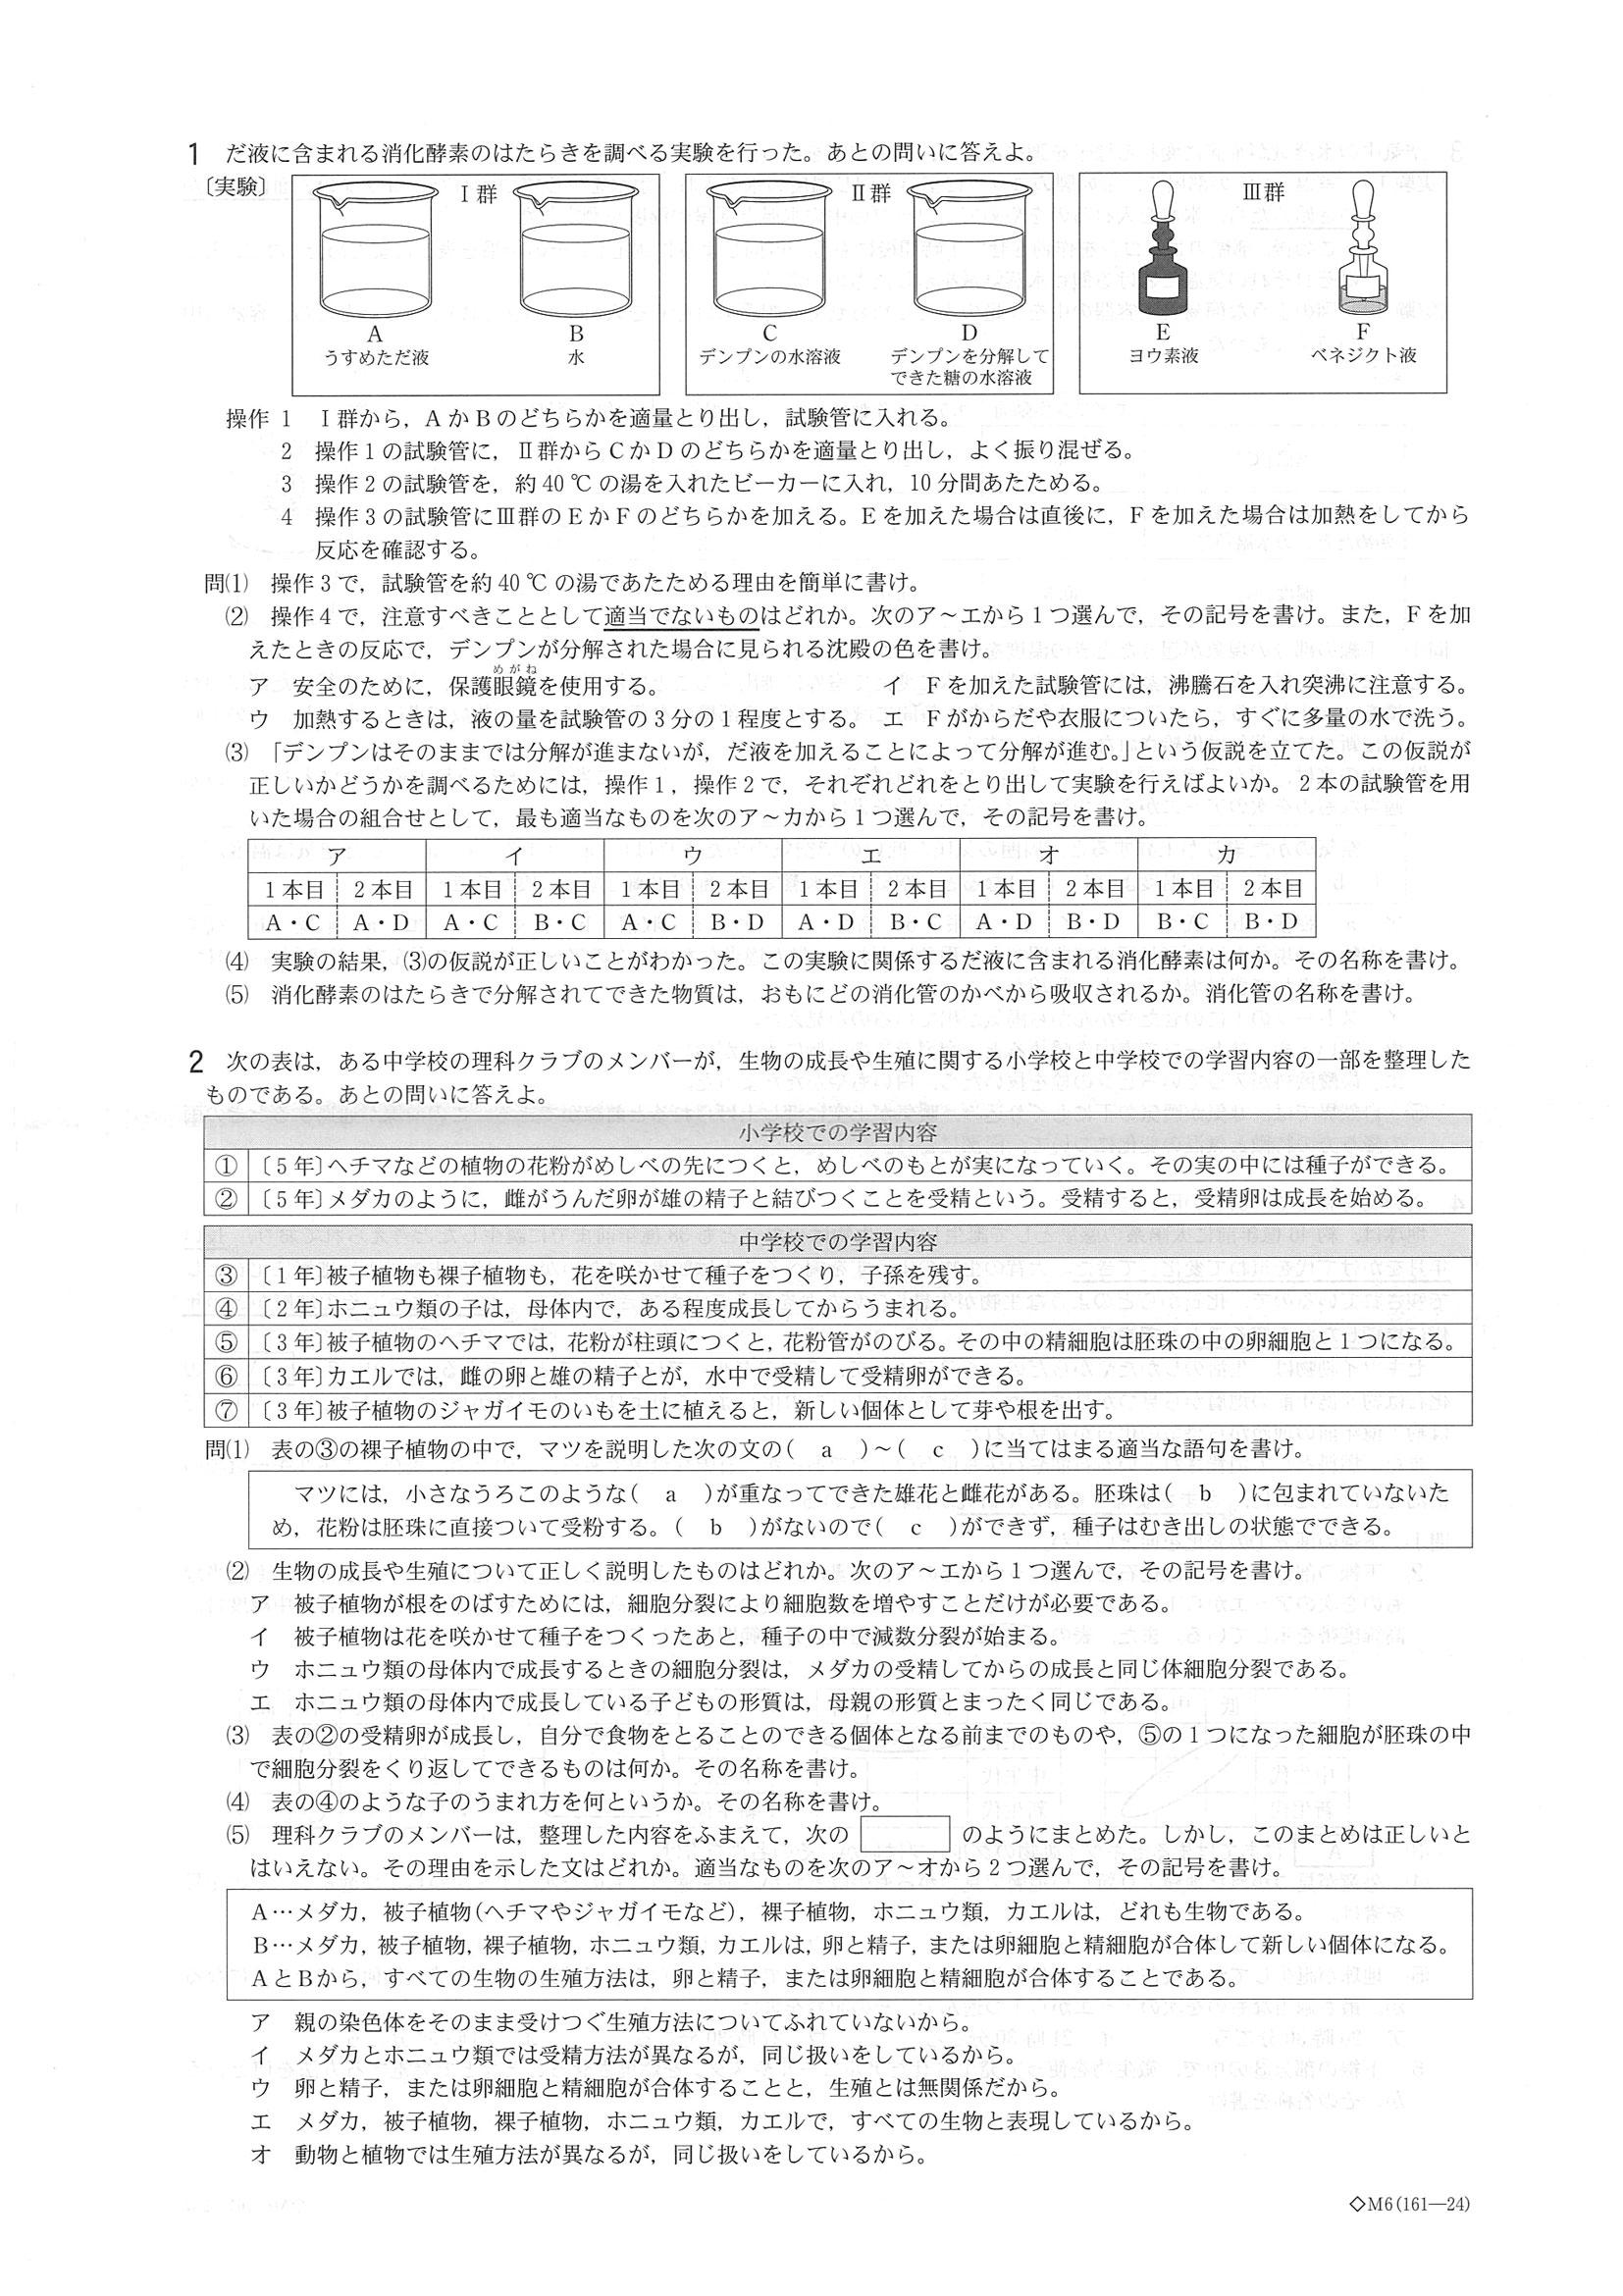 1 だ液に含まれる消化酵素のはたらきを調べる実験を行った。あとの問いに答えよ。
〔実験〕
Ⅰ群
A
うすめただ液
B
水
Ⅱ群
C
デンプンの水溶液
D
デンプンを分解して
できた糖の水溶液
Ⅲ群
E
ヨウ素液
F
ベネジクト液
操作 1 Ⅰ群から，AかBのどちらかを適量とり出し，試験管に入れる。
2 操作1の試験管に，Ⅱ群からCかDのどちらかを適量とり出し，よく振り混ぜる。
3 操作2の試験管を，約40℃の湯を入れたビーカーに入れ，10分間あたためる。
4 操作3の試験管にⅢ群のEかFのどちらかを加える。Eを加えた場合は直後に，Fを加えた場合は加熱をしてから
反応を確認する。
問⑴ 操作3で，試験管を約40℃の湯であたためる理由を簡単に書け。
⑵ 操作4で，注意すべきこととして適当でないものはどれか。次のア～エから1つ選んで，その記号を書け。また，Fを加
えたときの反応で，デンプンが分解された場合に見られる沈殿の色を書け。
めがね
ア 安全のために，保護眼鏡を使用する。 イ Fを加えた試験管には，沸騰石を入れ突沸に注意する。
ウ 加熱するときは，液の量を試験管の3分の1程度とする。 エ Fがからだや衣服についたら，すぐに多量の水で洗う。
⑶ 「デンプンはそのままでは分解が進まないが，だ液を加えることによって分解が進む。」という仮説を立てた。この仮説が
正しいかどうかを調べるためには，操作1，操作2で，それぞれどれをとり出して実験を行えばよいか。2本の試験管を用
いた場合の組合せとして，最も適当なものを次のア～カから1つ選んで，その記号を書け。
ア イ ウ エ オ カ
1本目 2本目 1本目 2本目 1本目 2本目 1本目 2本目 1本目 2本目 1本目 2本目
A・C A・D A・C B・C A・C B・D A・D B・C A・D B・D B・C B・D
⑷ 実験の結果，⑶の仮説が正しいことがわかった。この実験に関係するだ液に含まれる消化酵素は何か。その名称を書け。
⑸ 消化酵素のはたらきで分解されてできた物質は，おもにどの消化管のかべから吸収されるか。消化管の名称を書け。
2 次の表は，ある中学校の理科クラブのメンバーが，生物の成長や生殖に関する小学校と中学校での学習内容の一部を整理した
ものである。あとの問いに答えよ。
小学校での学習内容
① 〔5年〕ヘチマなどの植物の花粉がめしべの先につくと，めしべのもとが実になっていく。その実の中には種子ができる。
② 〔5年〕メダカのように，雌がうんだ卵が雄の精子と結びつくことを受精という。受精すると，受精卵は成長を始める。
中学校での学習内容
③ 〔1年〕被子植物も裸子植物も，花を咲かせて種子をつくり，子孫を残す。
④ 〔2年〕ホニュウ類の子は，母体内で，ある程度成長してからうまれる。
⑤ 〔3年〕被子植物のヘチマでは，花粉が柱頭につくと，花粉管がのびる。その中の精細胞は胚珠の中の卵細胞と1つになる。
⑥ 〔3年〕カエルでは，雌の卵と雄の精子とが，水中で受精して受精卵ができる。
⑦ 〔3年〕被子植物のジャガイモのいもを土に植えると，新しい個体として芽や根を出す。
問⑴ 表の③の裸子植物の中で，マツを説明した次の文の( a )～( c )に当てはまる適当な語句を書け。
マツには，小さなうろこのような( a )が重なってできた雄花と雌花がある。胚珠は( b )に包まれていないた
め，花粉は胚珠に直接ついて受粉する。( b )がないので( c )ができず，種子はむき出しの状態でできる。
⑵ 生物の成長や生殖について正しく説明したものはどれか。次のア～エから1つ選んで，その記号を書け。
ア 被子植物が根をのばすためには，細胞分裂により細胞数を増やすことだけが必要である。
イ 被子植物は花を咲かせて種子をつくったあと，種子の中で減数分裂が始まる。
ウ ホニュウ類の母体内で成長するときの細胞分裂は，メダカの受精してからの成長と同じ体細胞分裂である。
エ ホニュウ類の母体内で成長している子どもの形質は，母親の形質とまったく同じである。
⑶ 表の②の受精卵が成長し，自分で食物をとることのできる個体となる前までのものや，⑤の1つになった細胞が胚珠の中
で細胞分裂をくり返してできるものは何か。その名称を書け。
⑷ 表の④のような子のうまれ方を何というか。その名称を書け。
⑸ 理科クラブのメンバーは，整理した内容をふまえて，次の のようにまとめた。しかし，このまとめは正しいと
はいえない。その理由を示した文はどれか。適当なものを次のア～オから2つ選んで，その記号を書け。
A…メダカ，被子植物(ヘチマやジャガイモなど)，裸子植物，ホニュウ類，カエルは，どれも生物である。
B…メダカ，被子植物，裸子植物，ホニュウ類，カエルは，卵と精子，または卵細胞と精細胞が合体して新しい個体になる。
AとBから，すべての生物の生殖方法は，卵と精子，または卵細胞と精細胞が合体することである。
ア 親の染色体をそのまま受けつぐ生殖方法についてふれていないから。
イ メダカとホニュウ類では受精方法が異なるが，同じ扱いをしているから。
ウ 卵と精子，または卵細胞と精細胞が合体することと，生殖とは無関係だから。
エ メダカ，被子植物，裸子植物，ホニュウ類，カエルで，すべての生物と表現しているから。
オ 動物と植物では生殖方法が異なるが，同じ扱いをしているから。
◇M6(161―24)